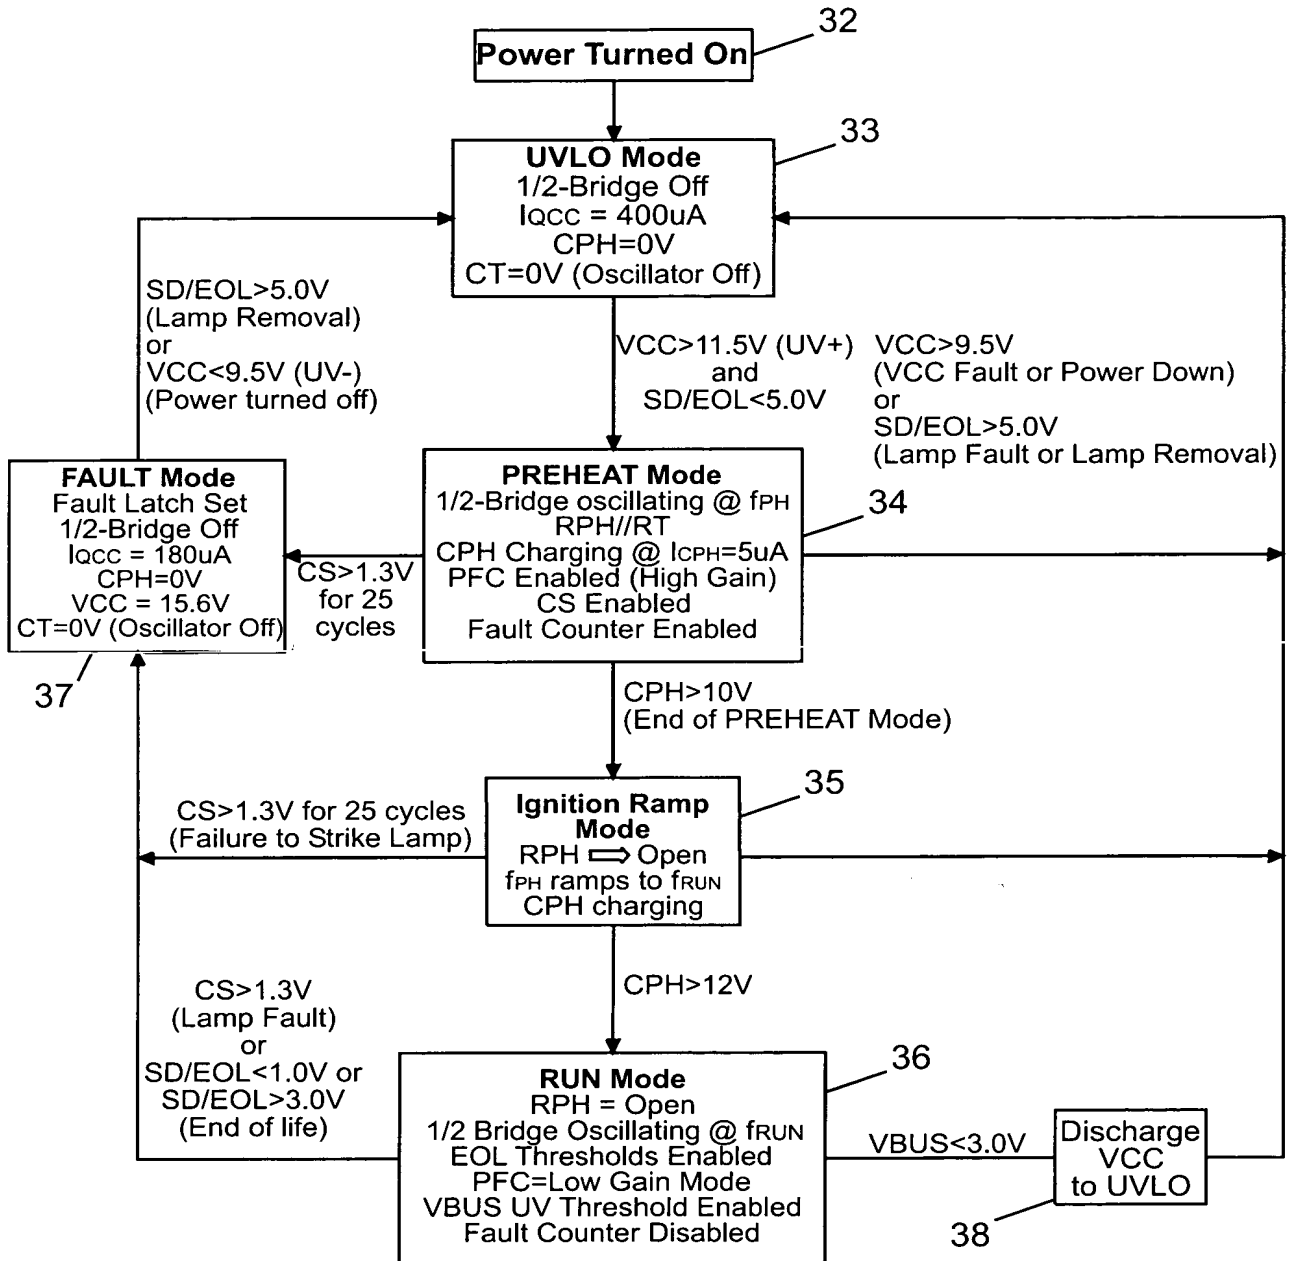 32
Power Turned On
33
UVLO Mode
1/2-Bridge Off
IQCC = 400uA
CPH=0V
CT=0V (Oscillator Off)
SD/EOL>5.0V
(Lamp Removal)
or
VCC<9.5V (UV-)
(Power turned off)
VCC>11.5V (UV+)
and
SD/EOL<5.0V
VCC>9.5V
(VCC Fault or Power Down)
or
SD/EOL>5.0V
(Lamp Fault or Lamp Removal)
FAULT Mode
Fault Latch Set
1/2-Bridge Off
IQCC = 180uA
CPH=0V
VCC = 15.6V
CT=0V (Oscillator Off)
37
CS>1.3V
for 25
cycles
PREHEAT Mode
1/2-Bridge oscillating @ fPH
RPH//RT
CPH Charging @ ICPH=5uA
PFC Enabled (High Gain)
CS Enabled
Fault Counter Enabled
34
CPH>10V
(End of PREHEAT Mode)
35
CS>1.3V for 25 cycles
(Failure to Strike Lamp)
Ignition Ramp
Mode
RPH ⇨ Open
fPH ramps to fRUN
CPH charging
CPH>12V
CS>1.3V
(Lamp Fault)
or
SD/EOL<1.0V or
SD/EOL>3.0V
(End of life)
36
RUN Mode
RPH = Open
1/2 Bridge Oscillating @ fRUN
EOL Thresholds Enabled
PFC=Low Gain Mode
VBUS UV Threshold Enabled
Fault Counter Disabled
VBUS<3.0V
Discharge
VCC
to UVLO
38